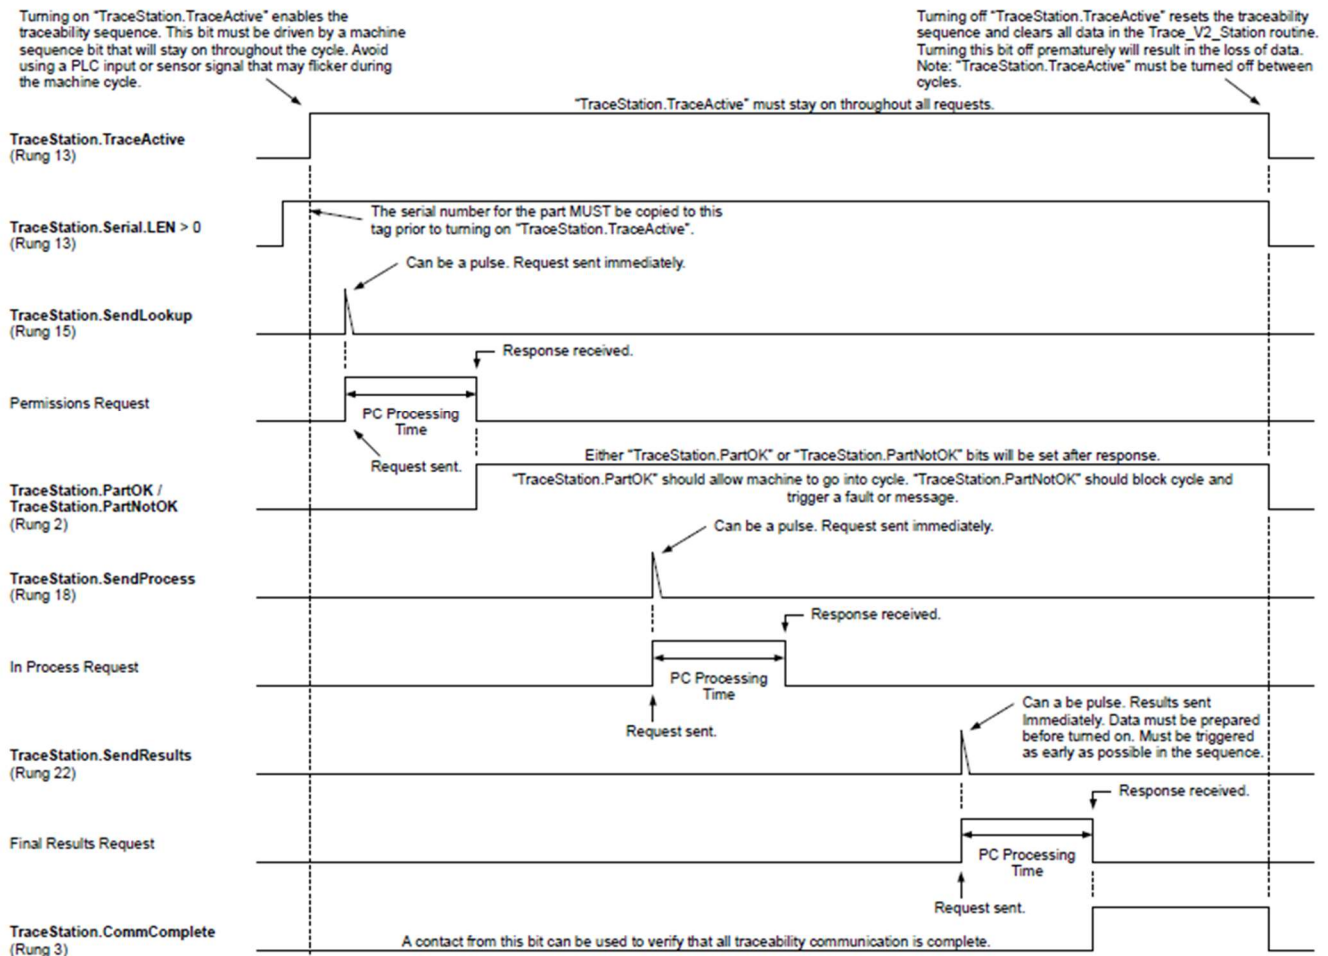 Turning on "TraceStation.TraceActive" enables the
traceability sequence. This bit must be driven by a machine
sequence bit that will stay on throughout the cycle. Avoid
using a PLC input or sensor signal that may flicker during
the machine cycle.
Turning off "TraceStation.TraceActive" resets the traceability
sequence and clears all data in the Trace_V2_Station routine.
Turning this bit off prematurely will result in the loss of data.
Note: "TraceStation.TraceActive" must be turned off between
cycles.
"TraceStation.TraceActive" must stay on throughout all requests.
TraceStation.TraceActive
(Rung 13)
The serial number for the part MUST be copied to this
tag prior to turning on "TraceStation.TraceActive".
TraceStation.Serial.LEN > 0
(Rung 13)
Can be a pulse. Request sent immediately.
TraceStation.SendLookup
(Rung 15)
Response received.
Permissions Request
PC Processing
Time
Request sent.
Either "TraceStation.PartOK" or "TraceStation.PartNotOK" bits will be set after response.
"TraceStation.PartOK" should allow machine to go into cycle. "TraceStation.PartNotOK" should block cycle and
trigger a fault or message.
TraceStation.PartOK /
TraceStation.PartNotOK
(Rung 2)
Can be a pulse. Request sent immediately.
TraceStation.SendProcess
(Rung 18)
Response received.
In Process Request
PC Processing
Time
Request sent.
Can a be pulse. Results sent
Immediately. Data must be prepared
before turned on. Must be triggered
as early as possible in the sequence.
TraceStation.SendResults
(Rung 22)
Response received.
Final Results Request
PC Processing
Time
Request sent.
TraceStation.CommComplete
(Rung 3)
A contact from this bit can be used to verify that all traceability communication is complete.